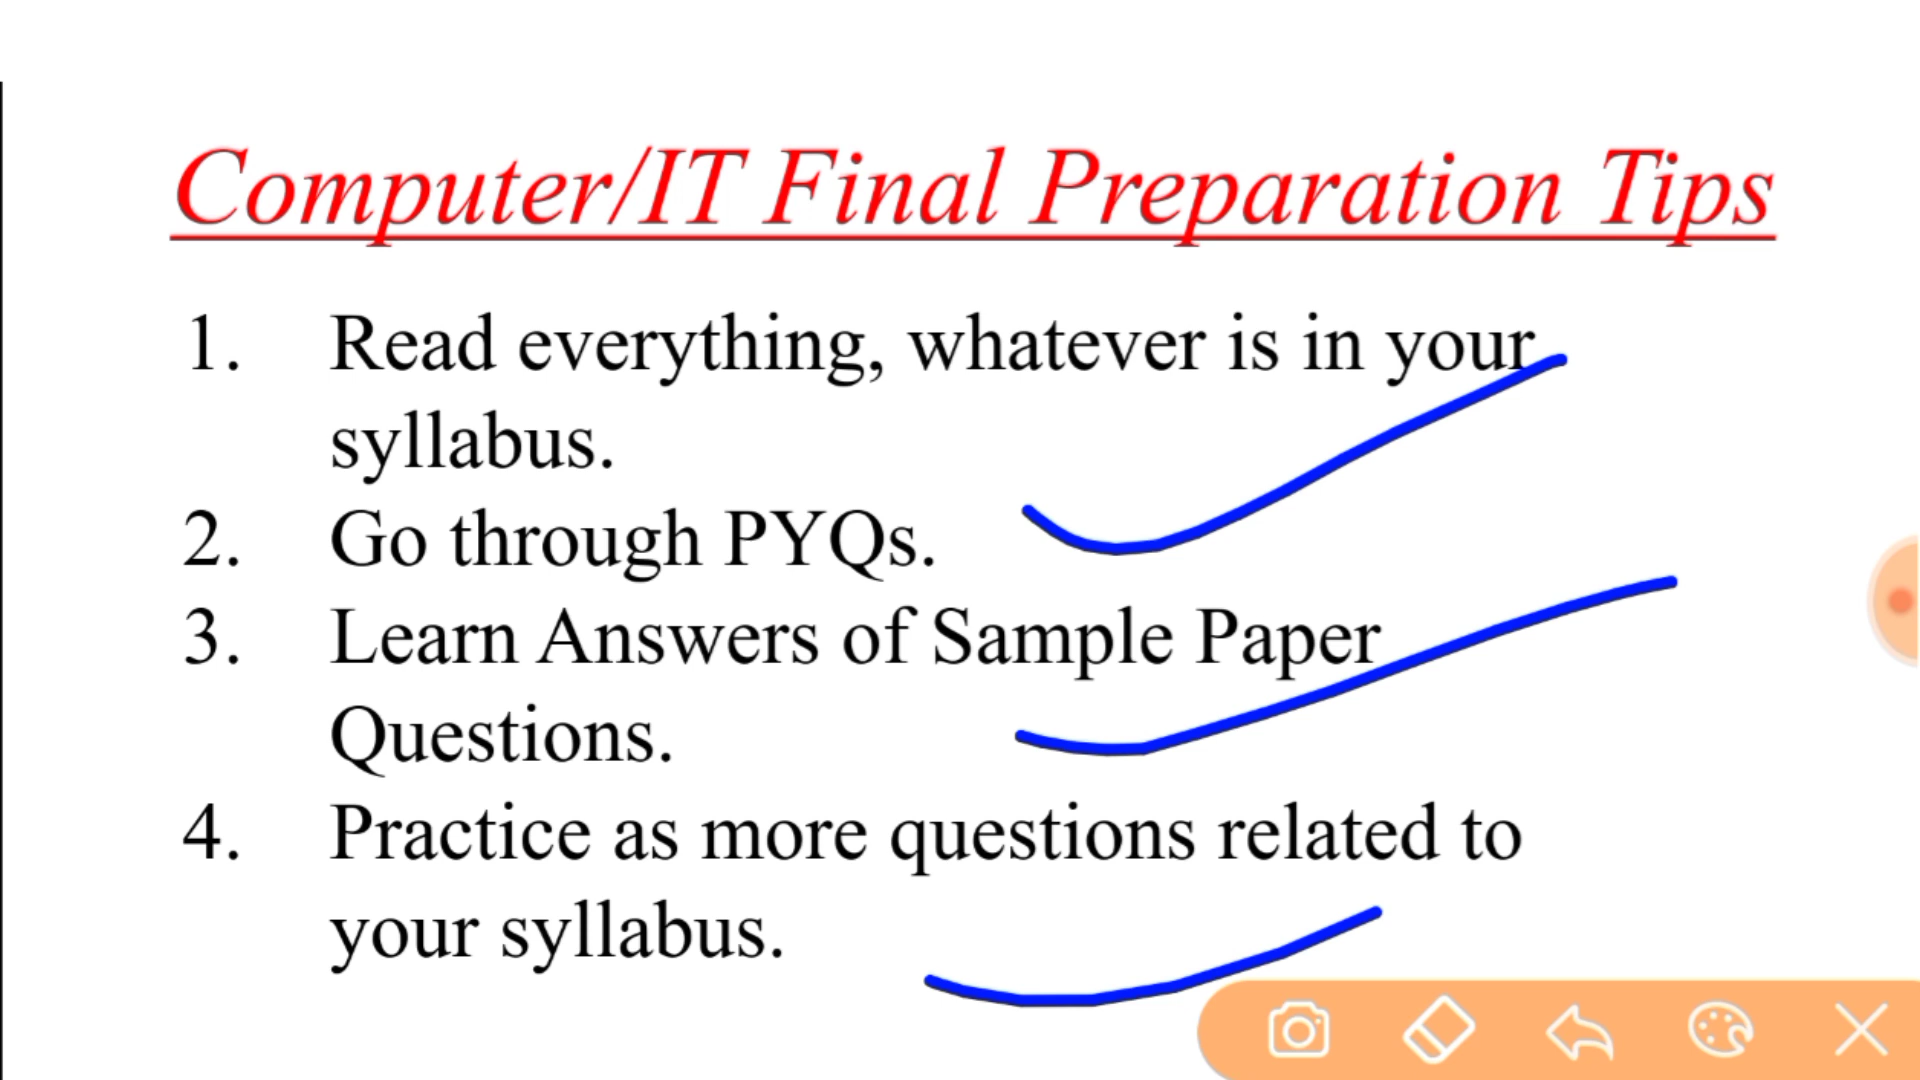 Computer/IT Final Preparation Tips
1. Read everything, whatever is in your
syllabus.
2. Go through PYQs.
3. Learn Answers of Sample Paper
Questions.
4. Practice as more questions related to
your syllabus.